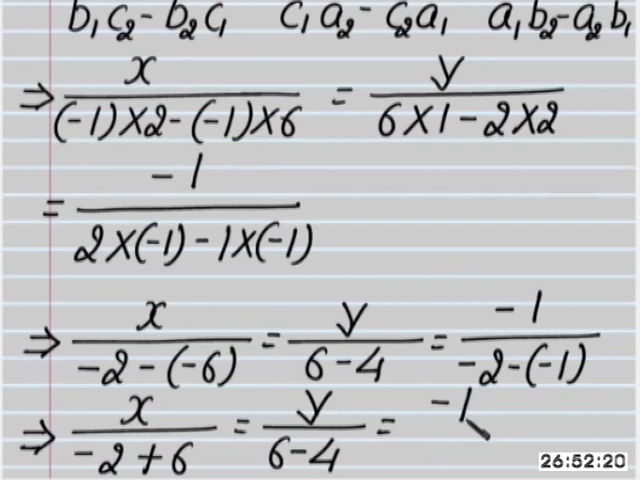 b₁c₂-b₂c₁ c₁a₂-c₂a₁ a₁b₂-a₂b₁
⇒ x/((-1)×2-(-1)×6) = y/(6×1-2×2)
= -1/(2×(-1)-1×(-1))
⇒ x/(-2-(-6)) = y/(6-4) = -1/(-2-(-1))
⇒ x/(-2+6) = y/(6-4) = -1
26:52:20